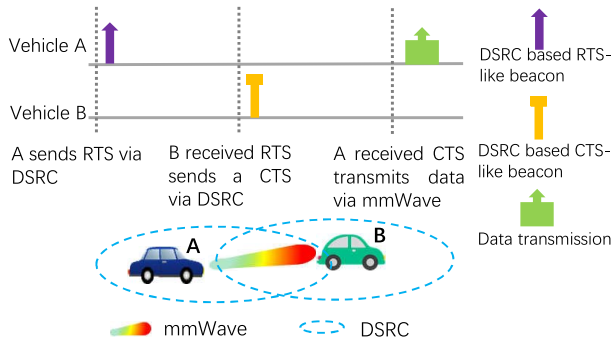 Vehicle A
Vehicle B
A sends RTS via
DSRC
B received RTS
sends a CTS
via DSRC
A received CTS
transmits data
via mmWave
DSRC based RTS-
like beacon
DSRC based CTS-
like beacon
Data transmission
A
B
mmWave
DSRC